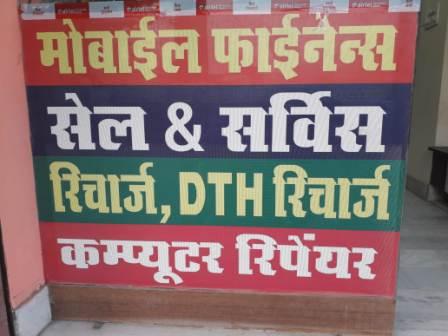 मोबाईल फाईनेन्स
सेल & सर्विस
रिचार्ज, DTH रिचार्ज
कम्प्यूटर रिपेंयर